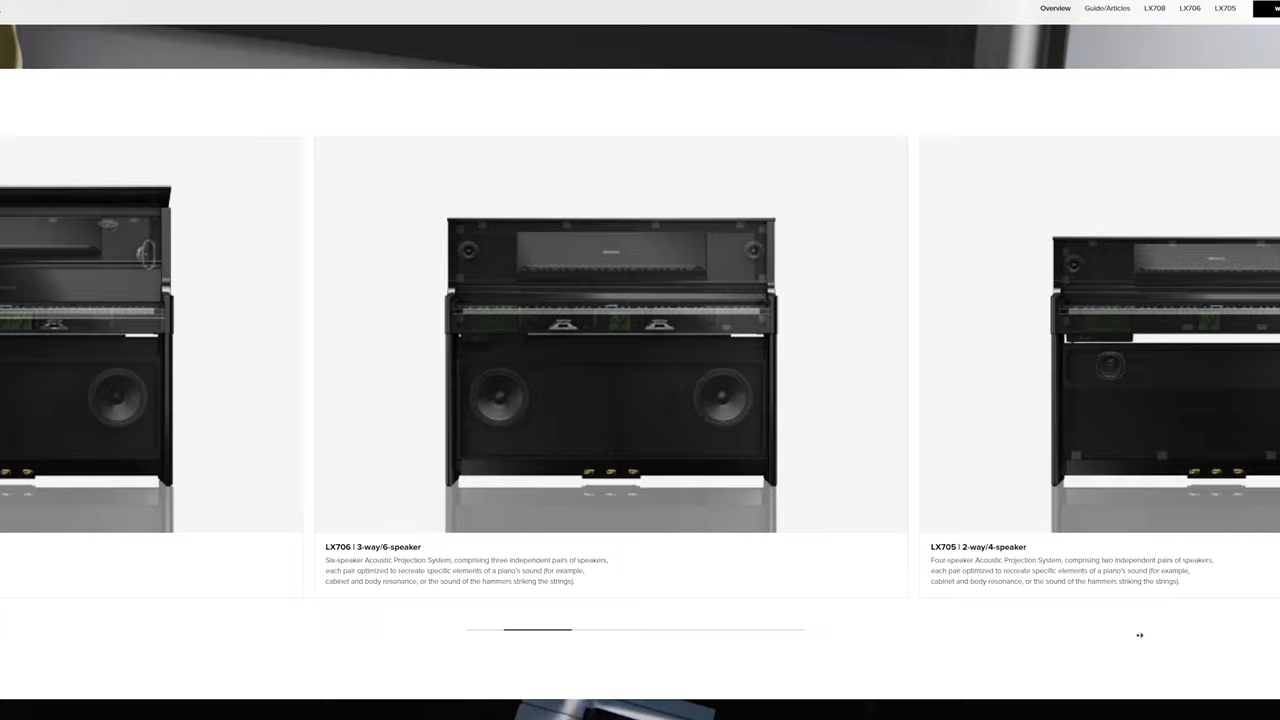 Overview
Guide/Articles
LX708
LX706
LX705
LX706 | 3-way/6-speaker
Six-speaker Acoustic Projection System, comprising three independent pairs of speakers,
each pair optimized to recreate specific elements of a piano's sound (for example,
cabinet and body resonance, or the sound of the hammers striking the strings).
LX705 | 2-way/4-speaker
Four-speaker Acoustic Projection System, comprising two independent pairs of speakers,
each pair optimized to recreate specific elements of a piano's sound (for example,
cabinet and body resonance, or the sound of the hammers striking the strings).